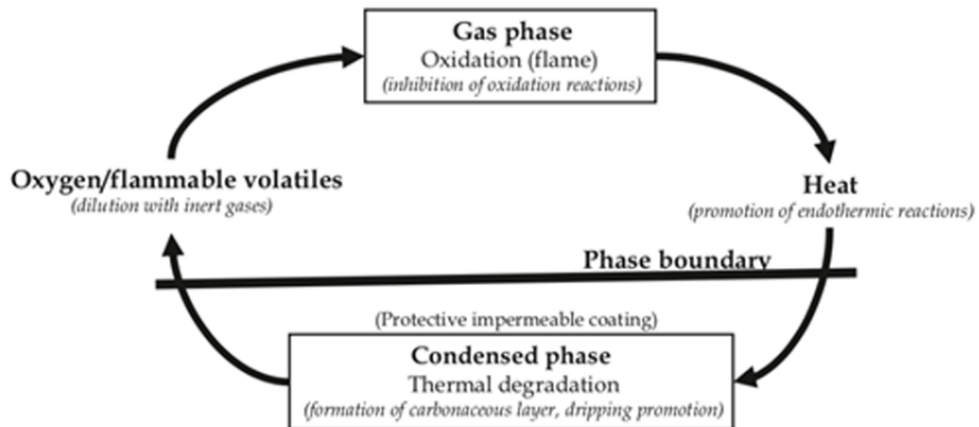 Gas phase
Oxidation (flame)
(inhibition of oxidation reactions)
Oxygen/flammable volatiles
(dilution with inert gases)
Heat
(promotion of endothermic reactions)
Phase boundary
(Protective impermeable coating)
Condensed phase
Thermal degradation
(formation of carbonaceous layer, dripping promotion)